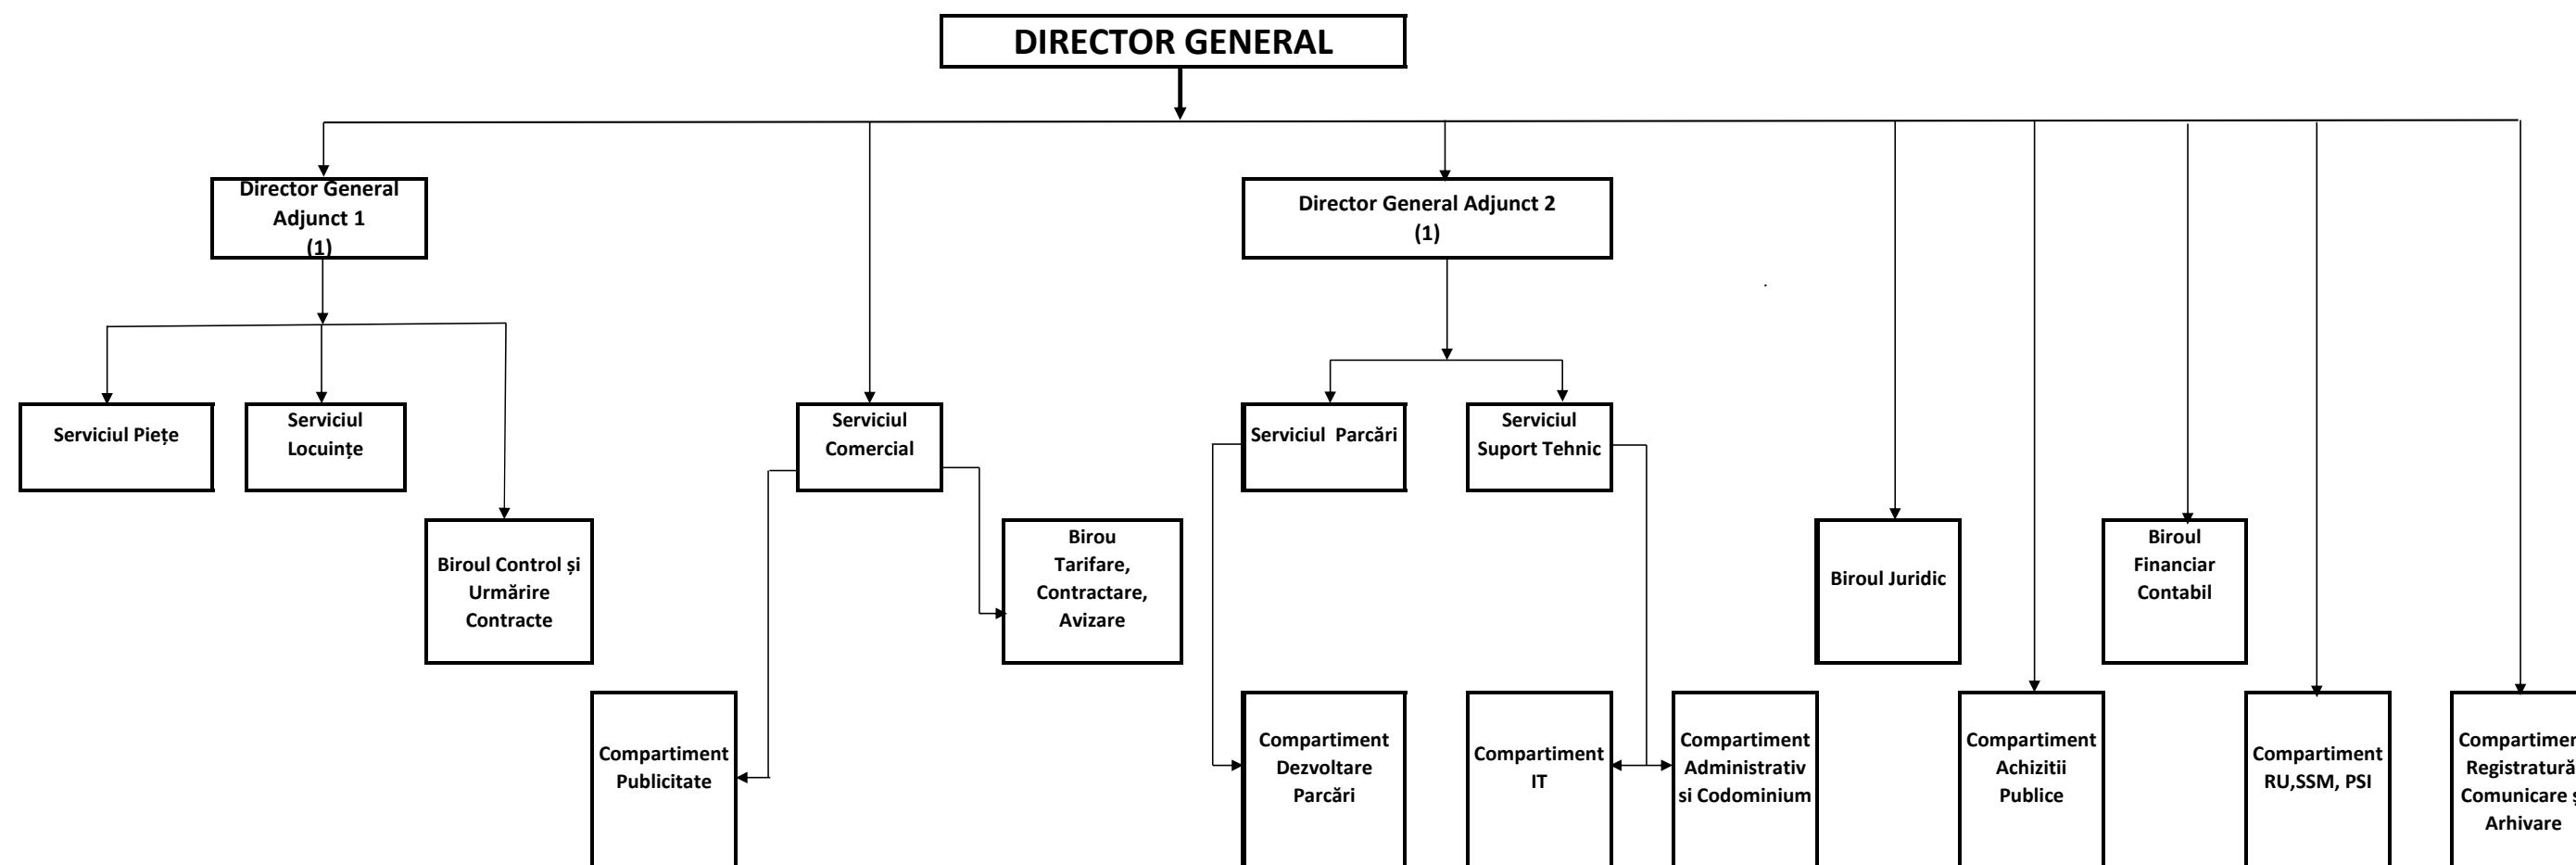 DIRECTOR GENERAL
Director General
Adjunct 1
(1)
Director General Adjunct 2
(1)
Serviciul Piețe
Serviciul
Locuințe
Serviciul
Comercial
Serviciul Parcări
Serviciul
Suport Tehnic
Biroul Control și
Urmărire
Contracte
Birou
Tarifare,
Contractare,
Avizare
Biroul Juridic
Biroul
Financiar
Contabil
Compartiment
Publicitate
Compartiment
Dezvoltare
Parcări
Compartiment
IT
Compartiment
Administrativ
si Codominium
Compartiment
Achizitii
Publice
Compartiment
RU,SSM, PSI
Compartimen
Registratură
Comunicare ș
Arhivare